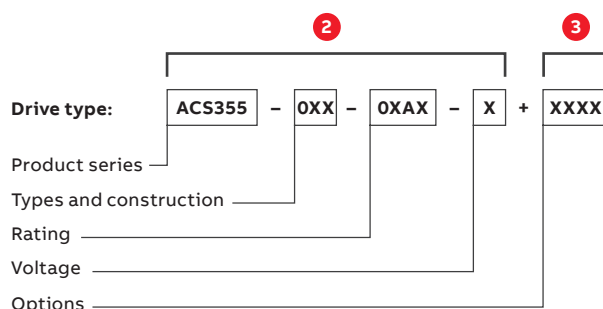 2 3
Drive type: ACS355 – 0XX – 0XAX – X + XXXX
Product series
Types and construction
Rating
Voltage
Options